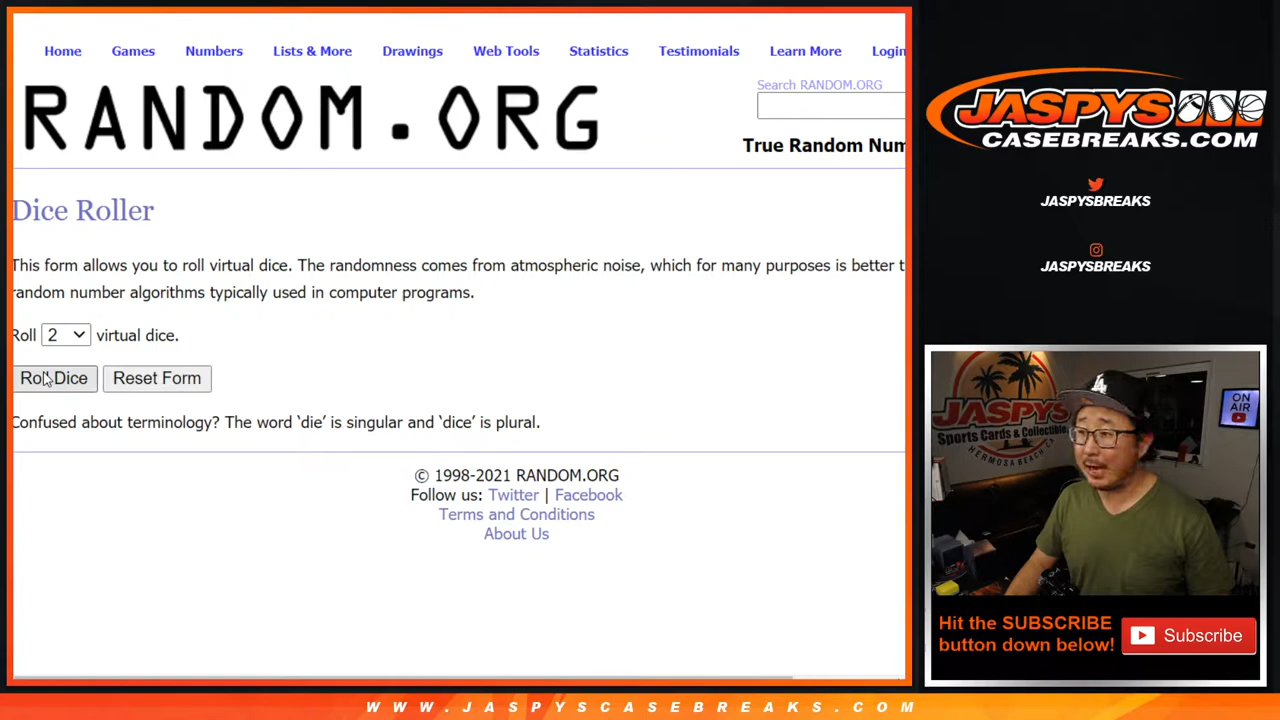 Home Games Numbers Lists & More Drawings Web Tools Statistics Testimonials Learn More Login
RANDOM.ORG
Search RANDOM.ORG
True Random Num
Dice Roller
This form allows you to roll virtual dice. The randomness comes from atmospheric noise, which for many purposes is better t
random number algorithms typically used in computer programs.
Roll 2 virtual dice.
Roll Dice Reset Form
Confused about terminology? The word ‘die’ is singular and ‘dice’ is plural.
© 1998-2021 RANDOM.ORG
Follow us: Twitter | Facebook
Terms and Conditions
About Us
JASPYS
CASEBREAKS.COM
JASPYSBREAKS
JASPYSBREAKS
JASPYS
Sports Cards & Collectibles
HERMOSA BEACH CA
LA
ON
AIR
Hit the SUBSCRIBE
button down below!
Subscribe
WWW.JASPYSCASEBREAKS.COM